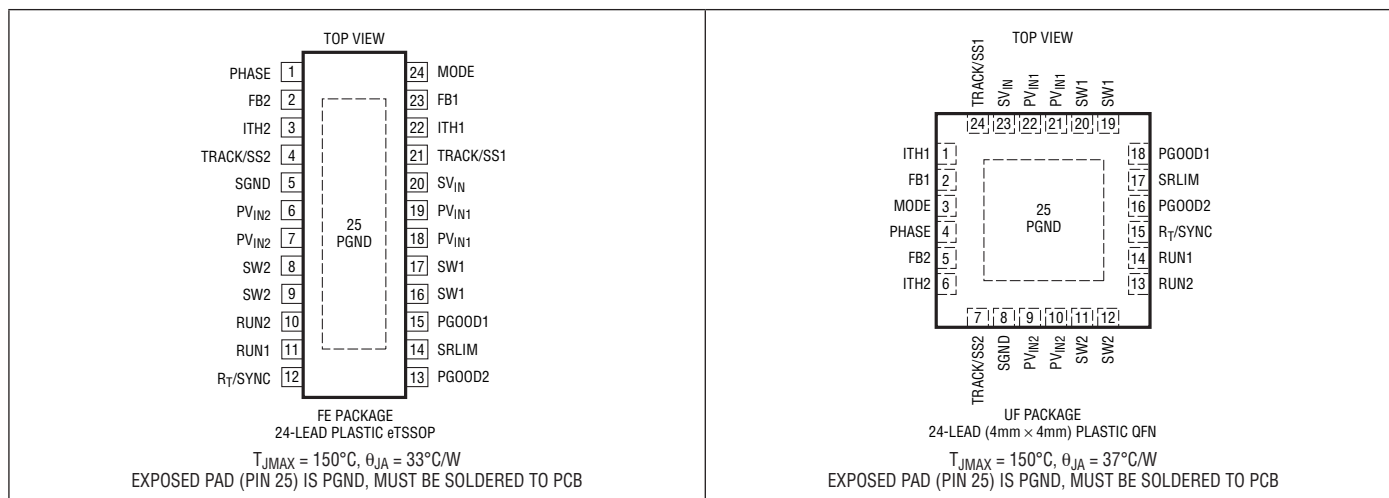 TOP VIEW
PHASE 1
FB2 2
ITH2 3
TRACK/SS2 4
SGND 5
PVIN2 6
PVIN2 7
SW2 8
SW2 9
RUN2 10
RUN1 11
RT/SYNC 12
25
PGND
24 MODE
23 FB1
22 ITH1
21 TRACK/SS1
20 SVIN
19 PVIN1
18 PVIN1
17 SW1
16 SW1
15 PGOOD1
14 SRLIM
13 PGOOD2
FE PACKAGE
24-LEAD PLASTIC eTSSOP
TJMAX = 150°C, θJA = 33°C/W
EXPOSED PAD (PIN 25) IS PGND, MUST BE SOLDERED TO PCB
TOP VIEW
TRACK/SS1 SVIN PVIN1 PVIN1 SW1 SW1
24 23 22 21 20 19
ITH1 1
FB1 2
MODE 3
PHASE 4
FB2 5
ITH2 6
25
PGND
18 PGOOD1
17 SRLIM
16 PGOOD2
15 RT/SYNC
14 RUN1
13 RUN2
7 8 9 10 11 12
TRACK/SS2 SGND PVIN2 PVIN2 SW2 SW2
UF PACKAGE
24-LEAD (4mm × 4mm) PLASTIC QFN
TJMAX = 150°C, θJA = 37°C/W
EXPOSED PAD (PIN 25) IS PGND, MUST BE SOLDERED TO PCB